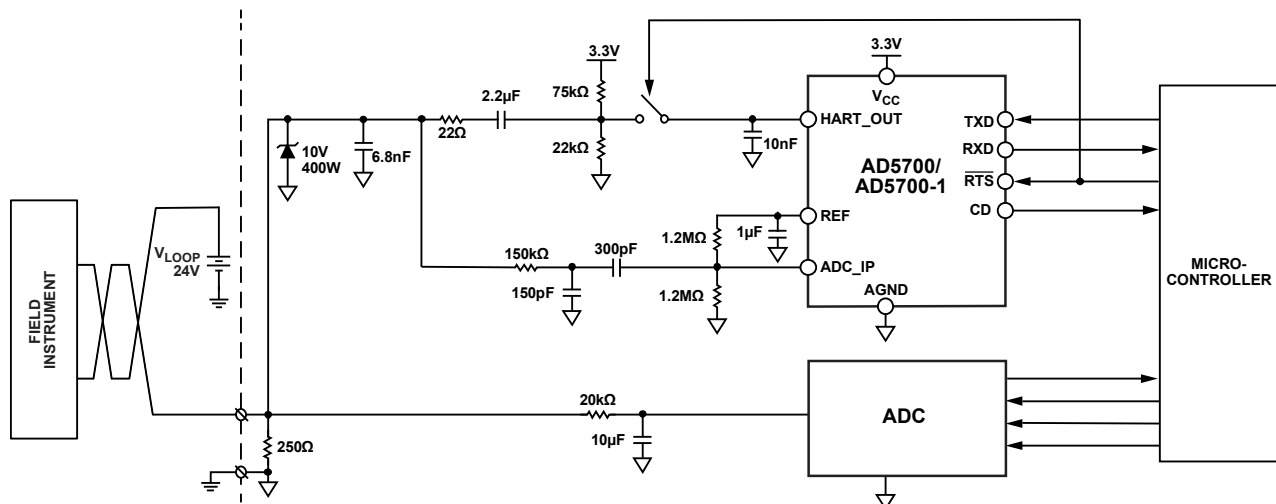 3.3V
75kΩ
2.2µF
22Ω
22kΩ
10V
400W
6.8nF
10nF
3.3V
VCC
HART_OUT
AD5700/
AD5700-1
REF
ADC_IP
AGND
TXD
RXD
RTS
CD
1.2MΩ
1µF
150kΩ
300pF
150pF
1.2MΩ
VLOOP
24V
FIELD
INSTRUMENT
MICRO-
CONTROLLER
20kΩ
10µF
250Ω
ADC